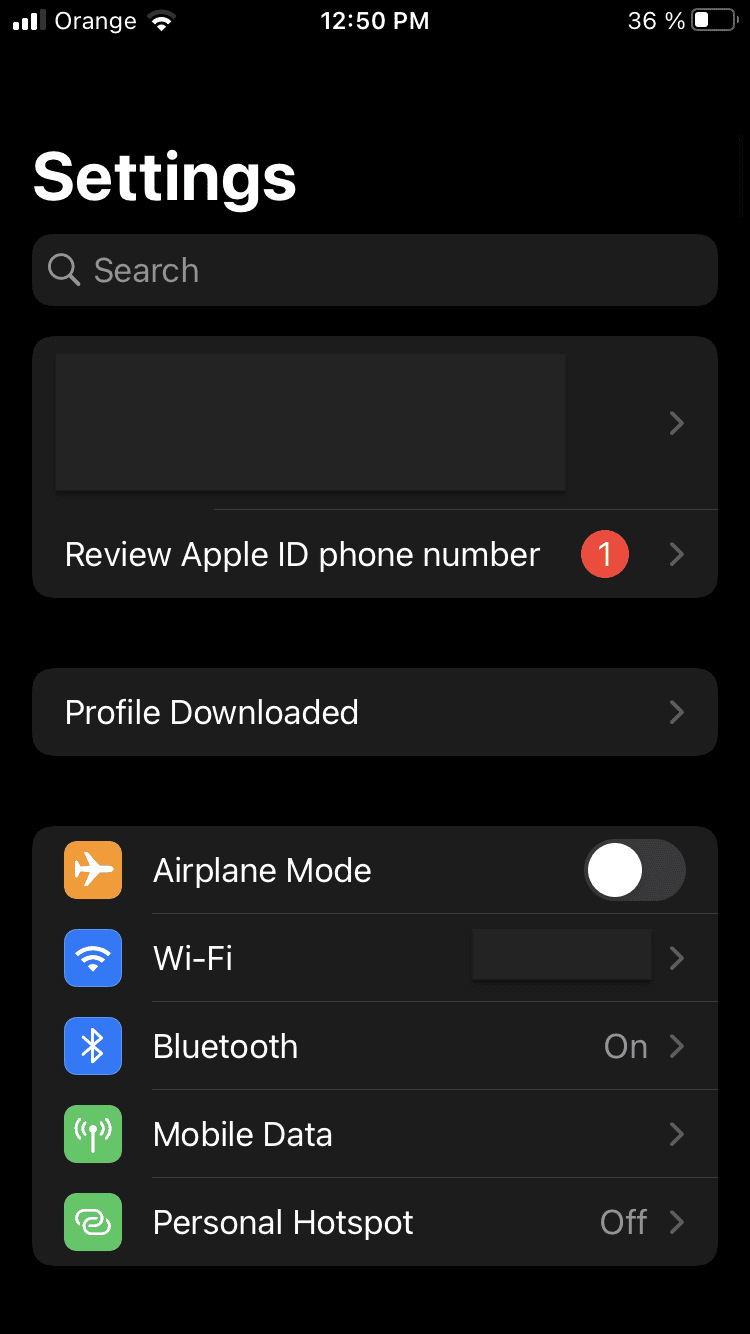 Orange 12:50 PM 36 %
Settings
Search
Review Apple ID phone number 1
Profile Downloaded
Airplane Mode
Wi-Fi
Bluetooth On
Mobile Data
Personal Hotspot Off